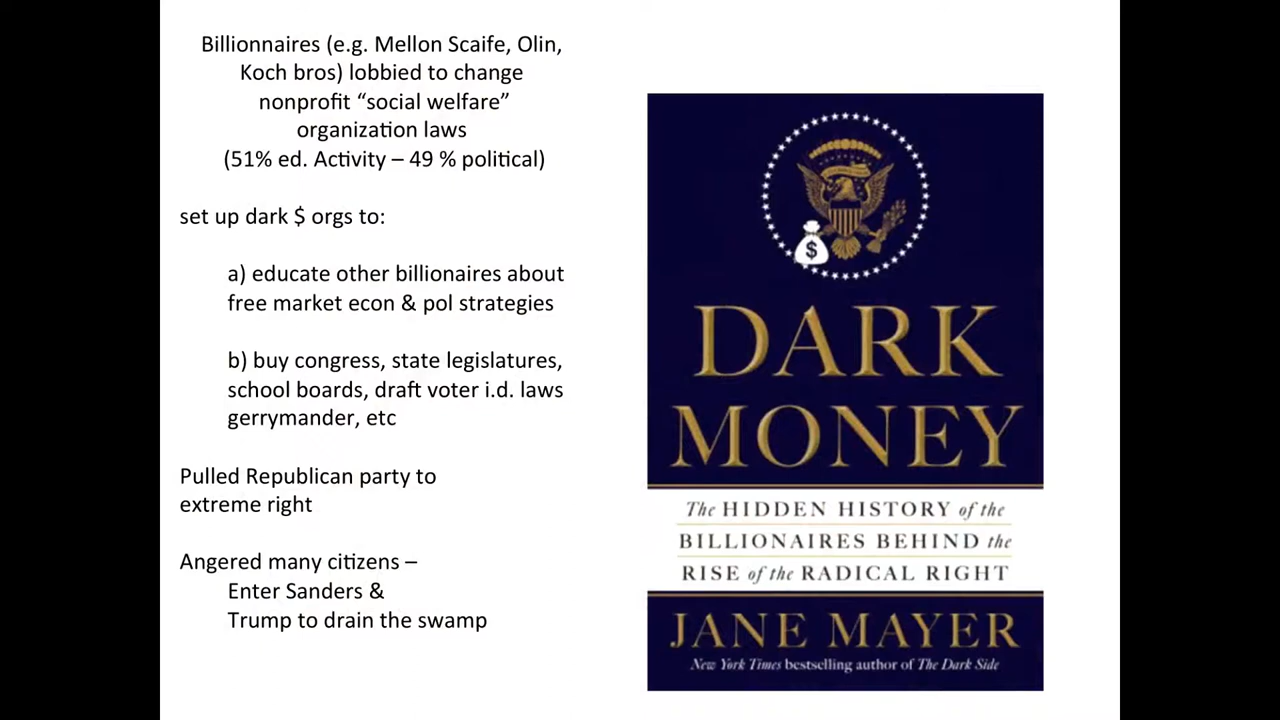 Billionnaires (e.g. Mellon Scaife, Olin,
Koch bros) lobbied to change
nonprofit “social welfare”
organization laws
(51% ed. Activity – 49 % political)
set up dark $ orgs to:
a) educate other billionaires about
free market econ & pol strategies
b) buy congress, state legislatures,
school boards, draft voter i.d. laws
gerrymander, etc
Pulled Republican party to
extreme right
Angered many citizens –
Enter Sanders &
Trump to drain the swamp
$
DARK
MONEY
The HIDDEN HISTORY of the
BILLIONAIRES BEHIND the
RISE of the RADICAL RIGHT
JANE MAYER
New York Times bestselling author of The Dark Side